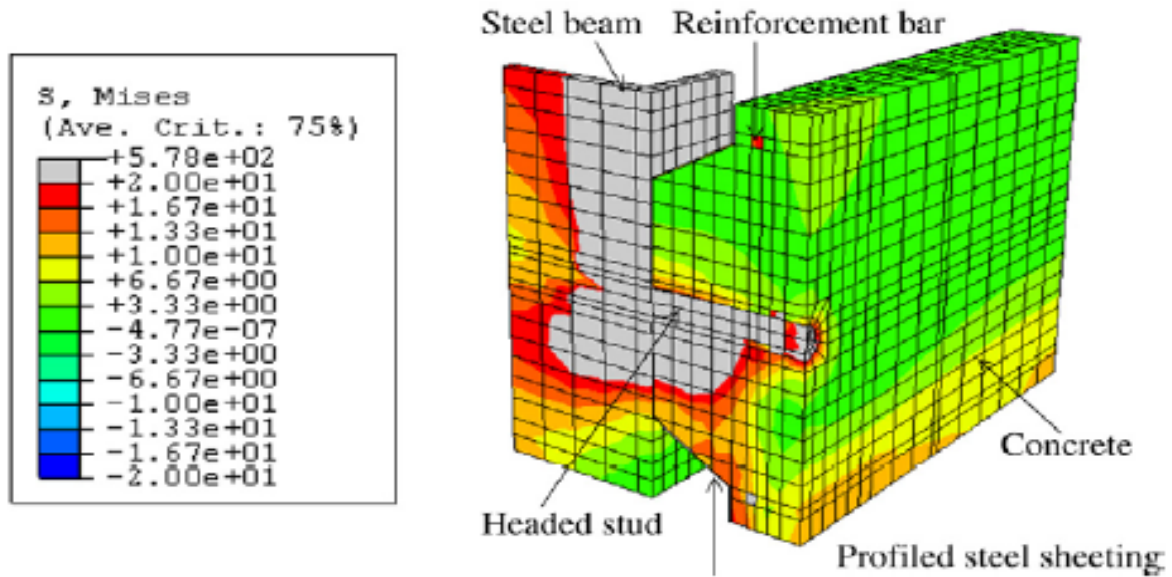 Steel beam Reinforcement bar
S, Mises
(Ave. Crit.: 75%)
+5.78e+02
+2.00e+01
+1.67e+01
+1.33e+01
+1.00e+01
+6.67e+00
+3.33e+00
-4.77e-07
-3.33e+00
-6.67e+00
-1.00e+01
-1.33e+01
-1.67e+01
-2.00e+01
Concrete
Headed stud
Profiled steel sheeting